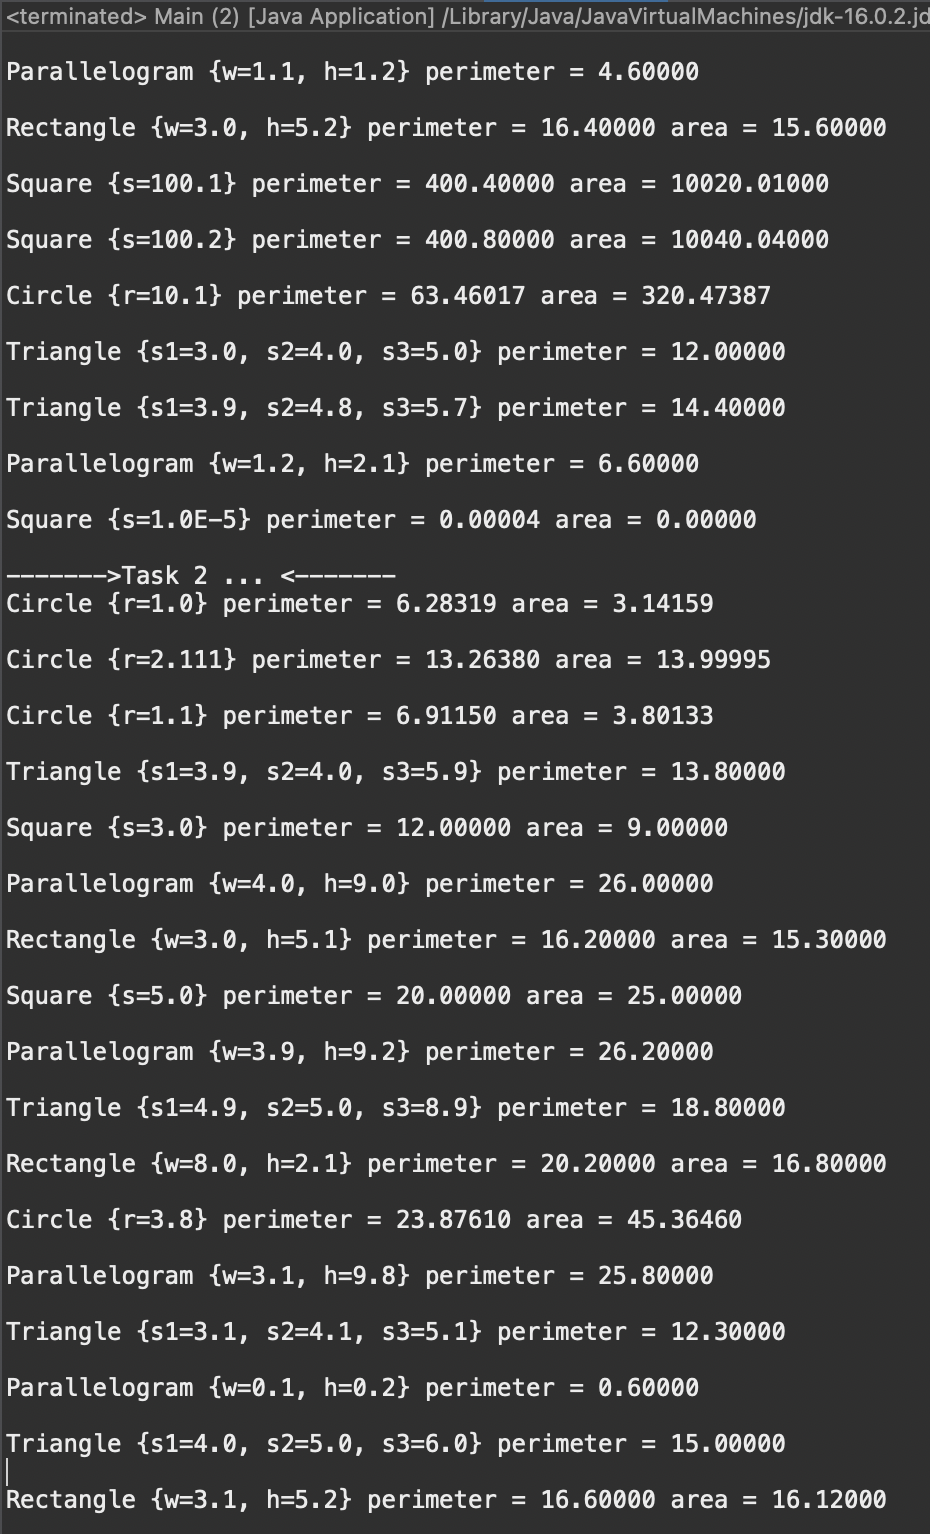 <terminated> Main (2) [Java Application] /Library/Java/JavaVirtualMachines/jdk-16.0.2.jd
Parallelogram {w=1.1, h=1.2} perimeter = 4.60000
Rectangle {w=3.0, h=5.2} perimeter = 16.40000 area = 15.60000
Square {s=100.1} perimeter = 400.40000 area = 10020.01000
Square {s=100.2} perimeter = 400.80000 area = 10040.04000
Circle {r=10.1} perimeter = 63.46017 area = 320.47387
Triangle {s1=3.0, s2=4.0, s3=5.0} perimeter = 12.00000
Triangle {s1=3.9, s2=4.8, s3=5.7} perimeter = 14.40000
Parallelogram {w=1.2, h=2.1} perimeter = 6.60000
Square {s=1.0E-5} perimeter = 0.00004 area = 0.00000
------->Task 2 ... <-------
Circle {r=1.0} perimeter = 6.28319 area = 3.14159
Circle {r=2.111} perimeter = 13.26380 area = 13.99995
Circle {r=1.1} perimeter = 6.91150 area = 3.80133
Triangle {s1=3.9, s2=4.0, s3=5.9} perimeter = 13.80000
Square {s=3.0} perimeter = 12.00000 area = 9.00000
Parallelogram {w=4.0, h=9.0} perimeter = 26.00000
Rectangle {w=3.0, h=5.1} perimeter = 16.20000 area = 15.30000
Square {s=5.0} perimeter = 20.00000 area = 25.00000
Parallelogram {w=3.9, h=9.2} perimeter = 26.20000
Triangle {s1=4.9, s2=5.0, s3=8.9} perimeter = 18.80000
Rectangle {w=8.0, h=2.1} perimeter = 20.20000 area = 16.80000
Circle {r=3.8} perimeter = 23.87610 area = 45.36460
Parallelogram {w=3.1, h=9.8} perimeter = 25.80000
Triangle {s1=3.1, s2=4.1, s3=5.1} perimeter = 12.30000
Parallelogram {w=0.1, h=0.2} perimeter = 0.60000
Triangle {s1=4.0, s2=5.0, s3=6.0} perimeter = 15.00000
Rectangle {w=3.1, h=5.2} perimeter = 16.60000 area = 16.12000